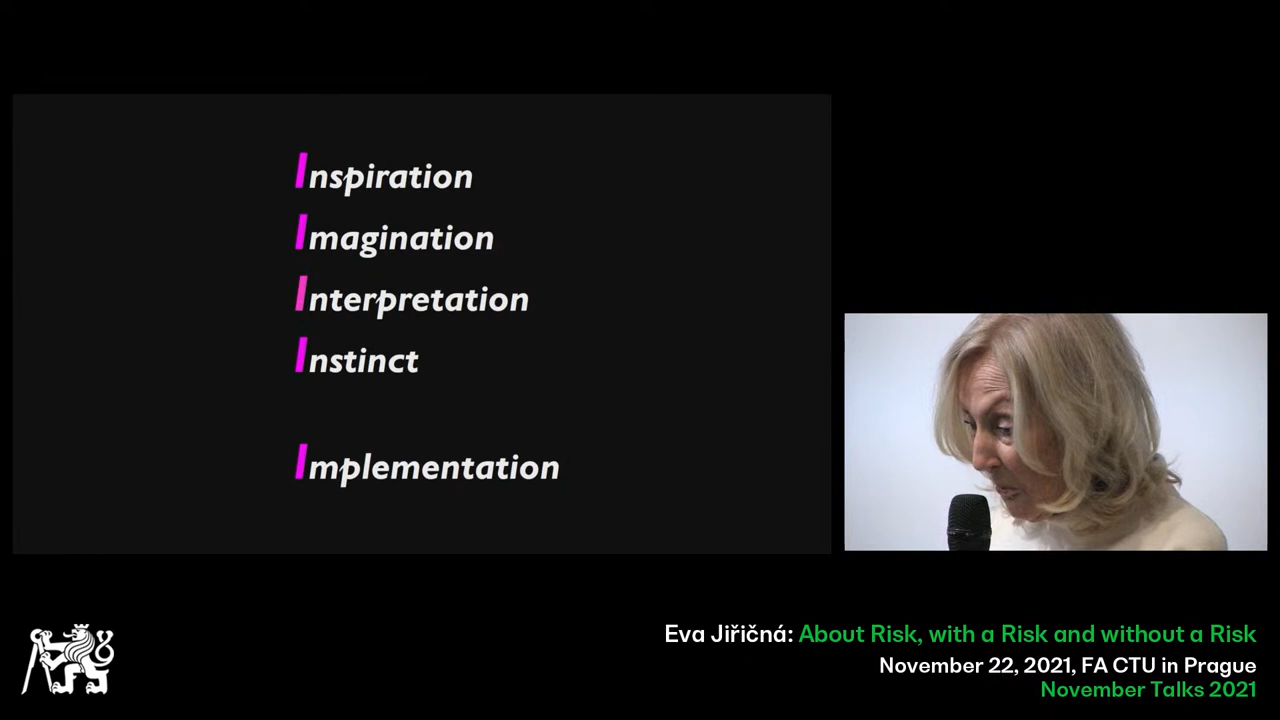 Inspiration
Imagination
Interpretation
Instinct
Implementation
Eva Jiřičná: About Risk, with a Risk and without a Risk
November 22, 2021, FA CTU in Prague
November Talks 2021